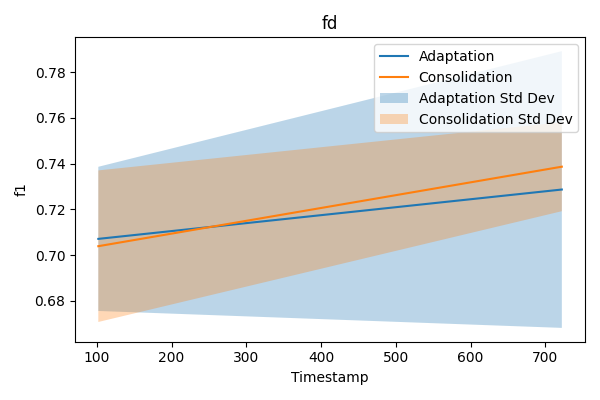 fd
Adaptation
Consolidation
Adaptation Std Dev
Consolidation Std Dev
f1
0.78
0.76
0.74
0.72
0.70
0.68
100 200 300 400 500 600 700
Timestamp